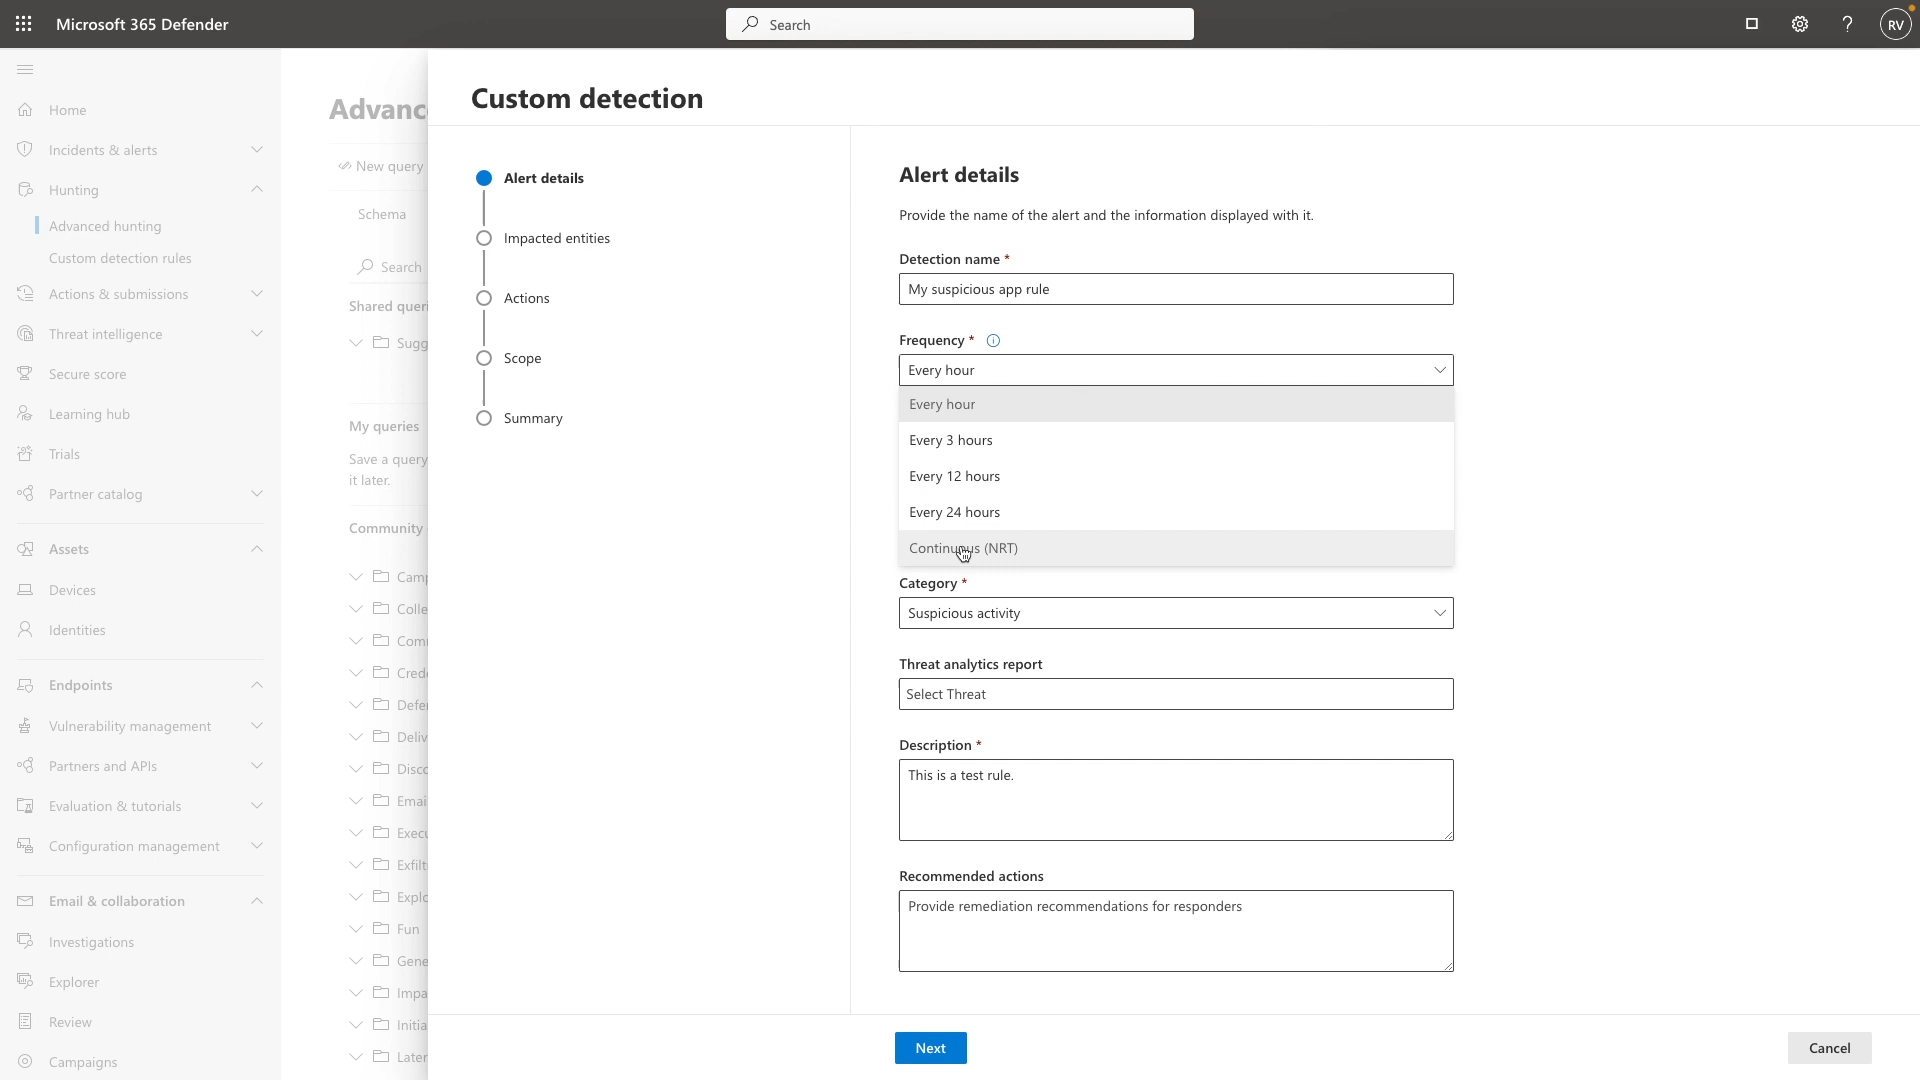 Microsoft 365 Defender
Search
RV
Home
Incidents & alerts
Hunting
Advanced hunting
Custom detection rules
Actions & submissions
Threat intelligence
Secure score
Learning hub
Trials
Partner catalog
Assets
Devices
Identities
Endpoints
Vulnerability management
Partners and APIs
Evaluation & tutorials
Configuration management
Email & collaboration
Investigations
Explorer
Review
Campaigns
Advanc
New query
Schema
Search
Shared queri
Sugg
My queries
Save a query
it later.
Community
Camp
Colle
Com
Crede
Defe
Deliv
Disco
Emai
Execu
Exfilt
Explo
Fun
Gene
Impa
Initia
Later
Custom detection
Alert details
Impacted entities
Actions
Scope
Summary
Alert details
Provide the name of the alert and the information displayed with it.
Detection name *
My suspicious app rule
Frequency *
Every hour
Every hour
Every 3 hours
Every 12 hours
Every 24 hours
Continuous (NRT)
Category *
Suspicious activity
Threat analytics report
Select Threat
Description *
This is a test rule.
Recommended actions
Provide remediation recommendations for responders
Next
Cancel